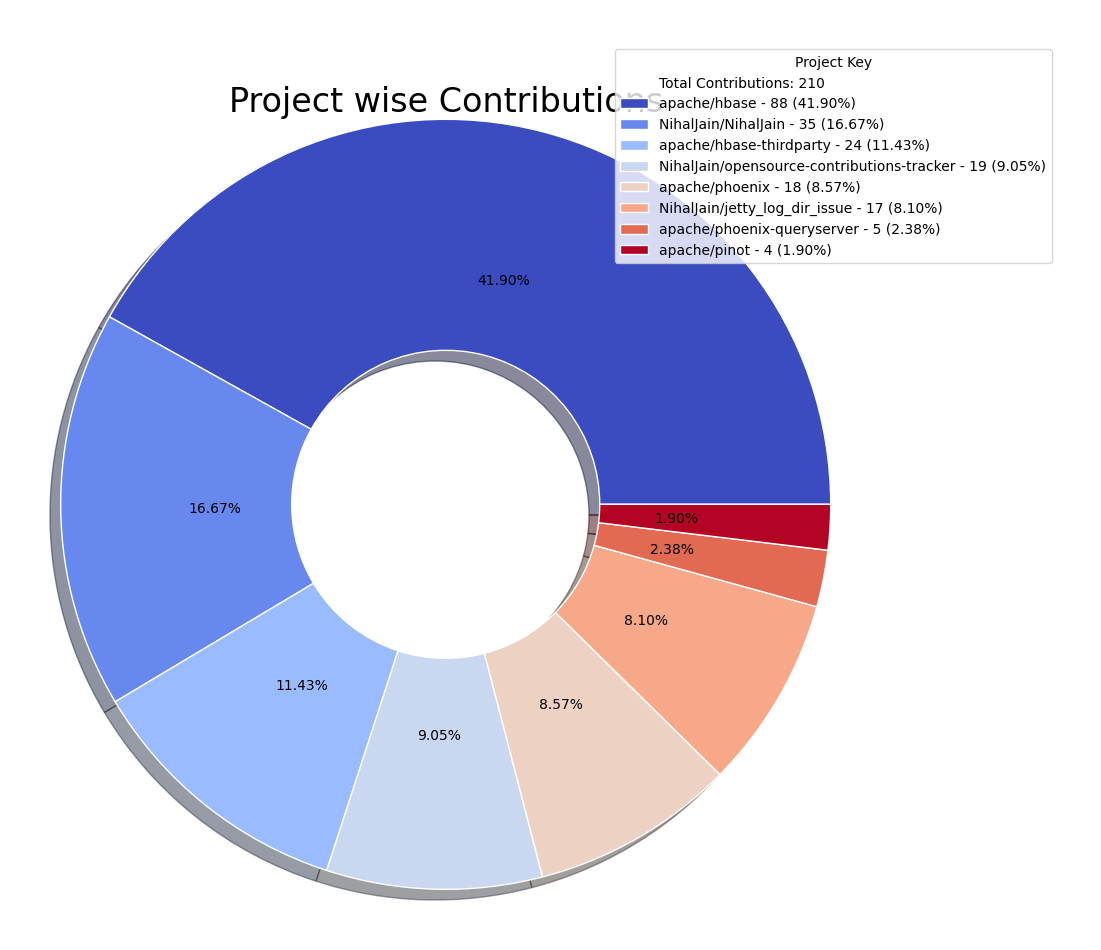 Project Key
Total Contributions: 210
Project wise Contributions
apache/hbase - 88 (41.90%)
NihalJain/NihalJain - 35 (16.67%)
apache/hbase-thirdparty - 24 (11.43%)
NihalJain/opensource-contributions-tracker - 19 (9.05%)
apache/phoenix - 18 (8.57%)
NihalJain/jetty_log_dir_issue - 17 (8.10%)
apache/phoenix-queryserver - 5 (2.38%)
apache/pinot - 4 (1.90%)
41.90%
16.67%
1.90%
2.38%
8.10%
11.43%
8.57%
9.05%